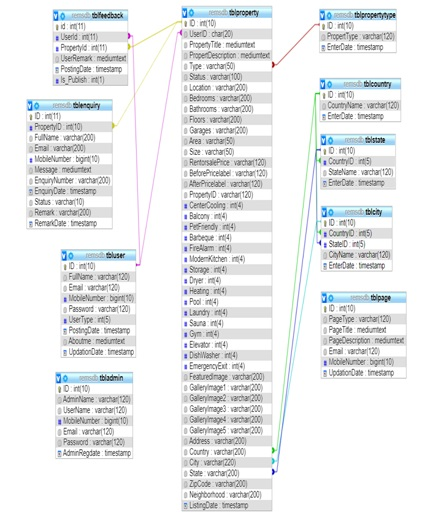 remsdb tblfeedback
id : int(11)
UserId : int(11)
PropertyId : int(11)
UserRemark : mediumtext
PostingDate : timestamp
Is_Publish : int(1)
remsdb tblenquiry
ID : int(11)
PropertyID : int(10)
FullName : varchar(200)
Email : varchar(200)
MobileNumber : bigint(10)
Message : mediumtext
EnquiryNumber : varchar(200)
EnquiryDate : timestamp
Status : varchar(10)
Remark : varchar(200)
RemarkDate : timestamp
remsdb tbluser
ID : int(10)
FullName : varchar(120)
Email : varchar(120)
MobileNumber : bigint(10)
Password : varchar(120)
UserType : int(5)
PostingDate : timestamp
Aboutme : mediumtext
UpdationDate : timestamp
remsdb tbladmin
ID : int(10)
AdminName : varchar(120)
UserName : varchar(120)
MobileNumber : bigint(10)
Email : varchar(120)
Password : varchar(120)
AdminRegdate : timestamp
remsdb tblproperty
ID : int(10)
UserID : char(20)
PropertyTitle : mediumtext
PropertDescription : mediumtext
Type : varchar(50)
Status : varchar(100)
Location : varchar(200)
Bedrooms : varchar(200)
Bathrooms : varchar(200)
Floors : varchar(200)
Garages : varchar(200)
Area : varchar(50)
Size : varchar(50)
RentorsalePrice : varchar(120)
BeforePricelabel : varchar(120)
AfterPricelabel : varchar(120)
PropertyID : varchar(120)
CenterCooling : int(4)
Balcony : int(4)
PetFriendly : int(4)
Barbeque : int(4)
FireAlarm : int(4)
ModernKitchen : int(4)
Storage : int(4)
Dryer : int(4)
Heating : int(4)
Pool : int(4)
Laundry : int(4)
Sauna : int(4)
Gym : int(4)
Elevator : int(4)
DishWasher : int(4)
EmergencyExit : int(4)
FeaturedImage : varchar(200)
GalleryImage1 : varchar(200)
GalleryImage2 : varchar(200)
GalleryImage3 : varchar(200)
GalleryImage4 : varchar(200)
GalleryImage5 : varchar(200)
Address : varchar(200)
Country : varchar(200)
City : varchar(220)
State : varchar(200)
ZipCode : varchar(200)
Neighborhood : varchar(200)
ListingDate : timestamp
remsdb tblpropertytype
ID : int(10)
PropertType : varchar(120)
EnterDate : timestamp
remsdb tblcountry
ID : int(10)
CountryName : varchar(120)
EnterDate : timestamp
remsdb tblstate
ID : int(10)
CountryID : int(5)
StateName : varchar(120)
EnterDate : timestamp
remsdb tblcity
ID : int(10)
CountryID : int(5)
StateID : int(5)
CityName : varchar(120)
EnterDate : timestamp
remsdb tblpage
ID : int(10)
PageType : varchar(120)
PageTitle : mediumtext
PageDescription : mediumtext
Email : varchar(120)
MobileNumber : bigint(10)
UpdationDate : timestamp